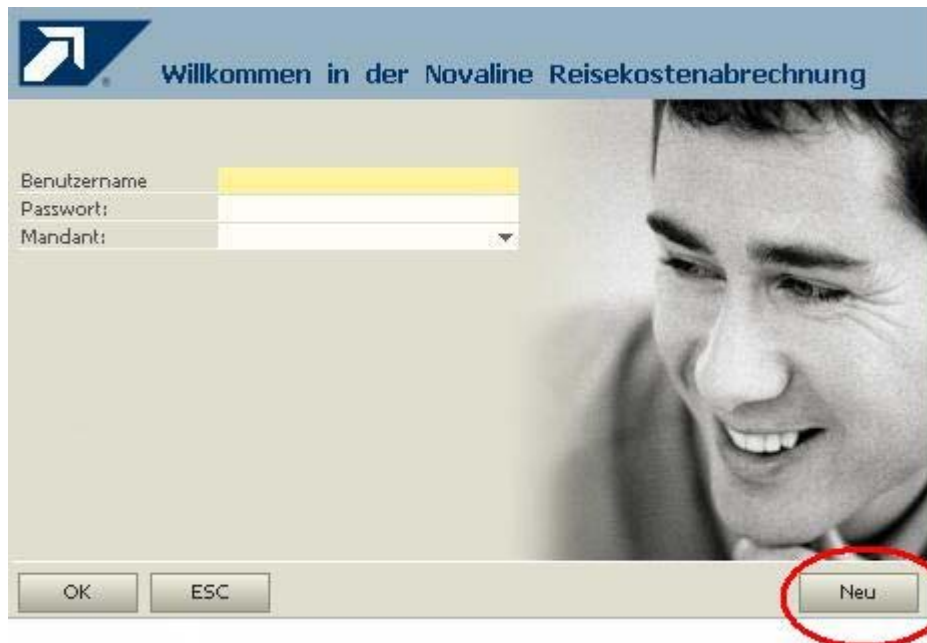 Willkommen in der Novaline Reisekostenabrechnung
Benutzername
Passwort:
Mandant:
OK
ESC
Neu